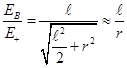 E_B/E_+ = ℓ/√(ℓ²/2 + r²) ≈ ℓ/r